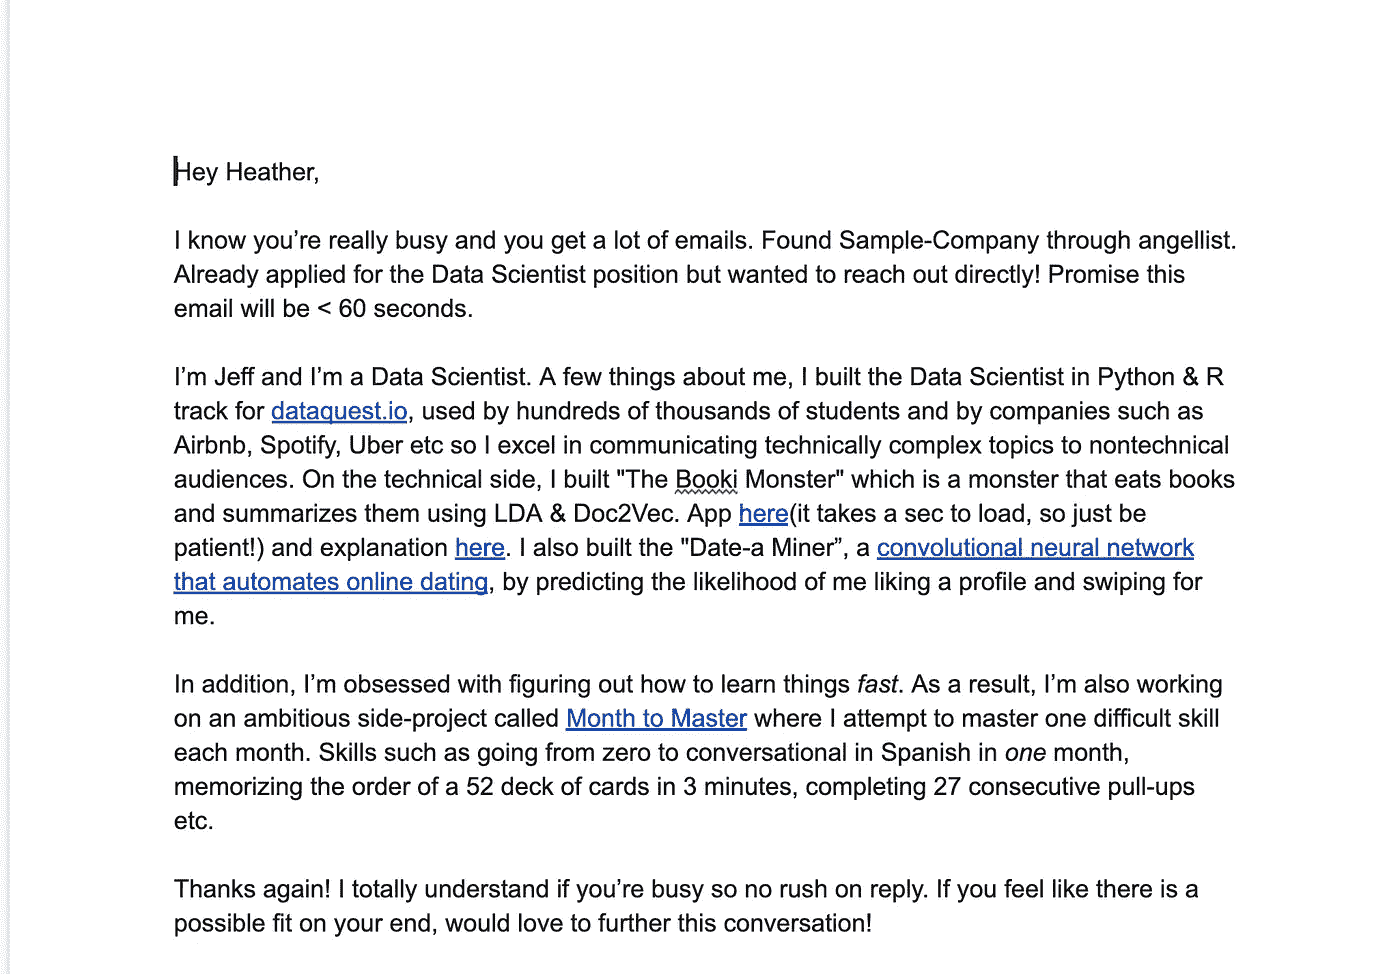 Hey Heather,
I know you’re really busy and you get a lot of emails. Found Sample-Company through angellist.
Already applied for the Data Scientist position but wanted to reach out directly! Promise this
email will be < 60 seconds.
I’m Jeff and I’m a Data Scientist. A few things about me, I built the Data Scientist in Python & R
track for dataquest.io, used by hundreds of thousands of students and by companies such as
Airbnb, Spotify, Uber etc so I excel in communicating technically complex topics to nontechnical
audiences. On the technical side, I built "The Booki Monster" which is a monster that eats books
and summarizes them using LDA & Doc2Vec. App here(it takes a sec to load, so just be
patient!) and explanation here. I also built the "Date-a Miner”, a convolutional neural network
that automates online dating, by predicting the likelihood of me liking a profile and swiping for
me.
In addition, I’m obsessed with figuring out how to learn things fast. As a result, I’m also working
on an ambitious side-project called Month to Master where I attempt to master one difficult skill
each month. Skills such as going from zero to conversational in Spanish in one month,
memorizing the order of a 52 deck of cards in 3 minutes, completing 27 consecutive pull-ups
etc.
Thanks again! I totally understand if you’re busy so no rush on reply. If you feel like there is a
possible fit on your end, would love to further this conversation!